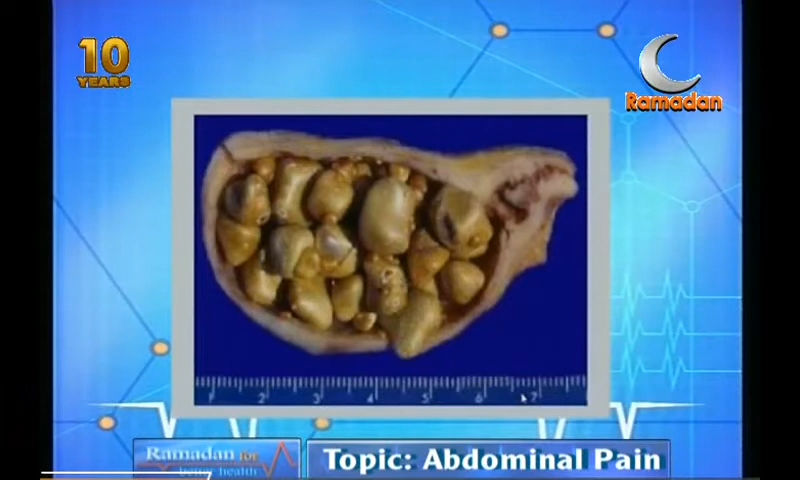 10
YEARS
Ramadan
1 2 3 4 5 6 7
Ramadan for
better health
Topic: Abdominal Pain